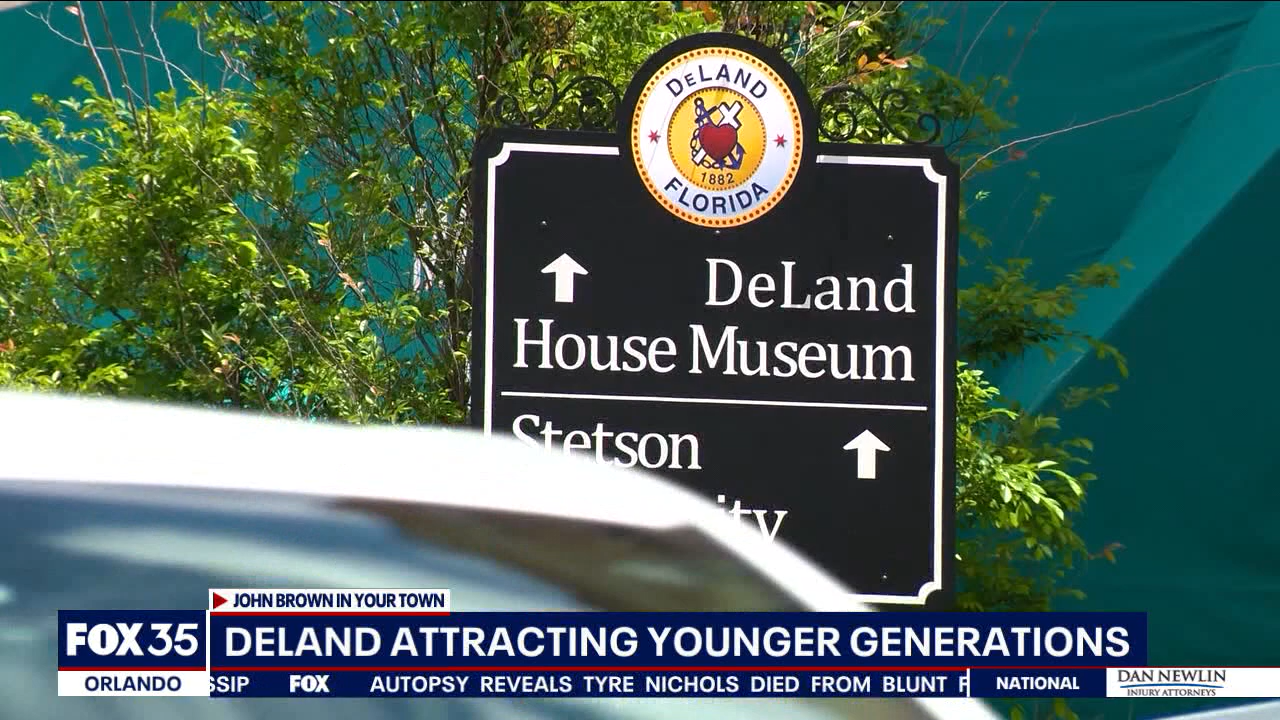 DeLAND
1882
FLORIDA
DeLand
House Museum
Stetson
JOHN BROWN IN YOUR TOWN
FOX 35
DELAND ATTRACTING YOUNGER GENERATIONS
ORLANDO
FOX AUTOPSY REVEALS TYRE NICHOLS DIED FROM BLUNT
NATIONAL
DAN NEWLIN
INJURY ATTORNEYS